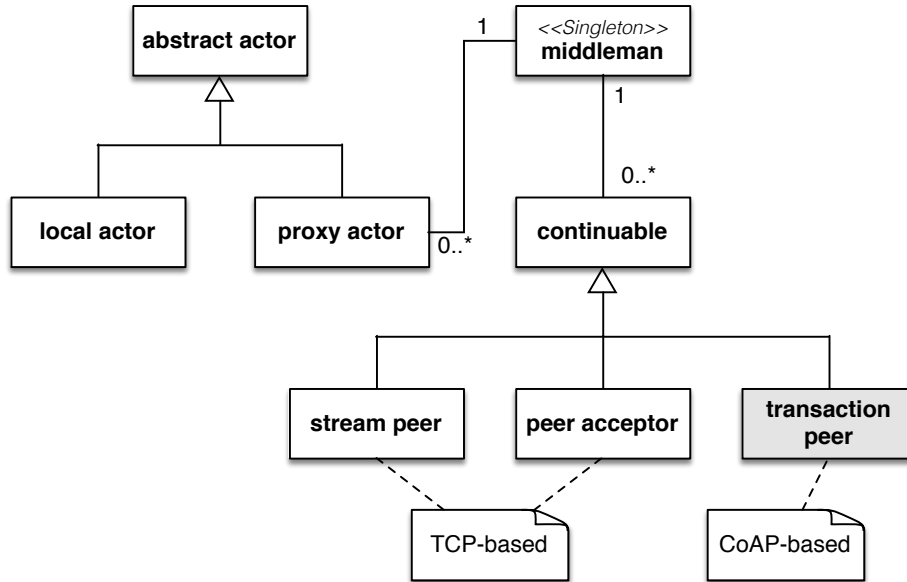 abstract actor
1
<<Singleton>>
middleman
1
0..*
local actor
proxy actor
0..*
continuable
stream peer
peer acceptor
transaction
peer
TCP-based
CoAP-based